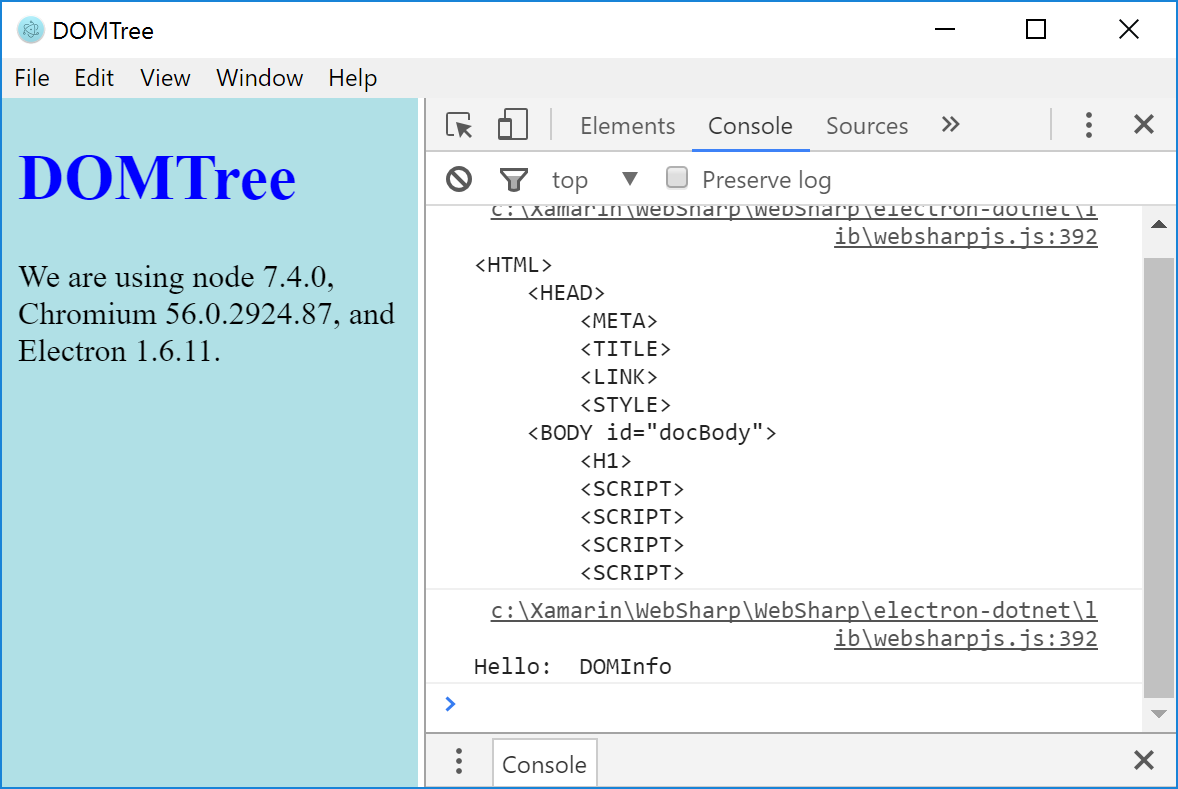 DOMTree
File Edit View Window Help
DOMTree
We are using node 7.4.0,
Chromium 56.0.2924.87, and
Electron 1.6.11.
Elements Console Sources »
top Preserve log
c:\Xamarin\WebSharp\WebSharp\electron-dotnet\l
ib\websharpjs.js:392
<HTML>
    <HEAD>
        <META>
        <TITLE>
        <LINK>
        <STYLE>
    <BODY id="docBody">
        <H1>
        <SCRIPT>
        <SCRIPT>
        <SCRIPT>
        <SCRIPT>
c:\Xamarin\WebSharp\WebSharp\electron-dotnet\l
ib\websharpjs.js:392
Hello:  DOMInfo
Console